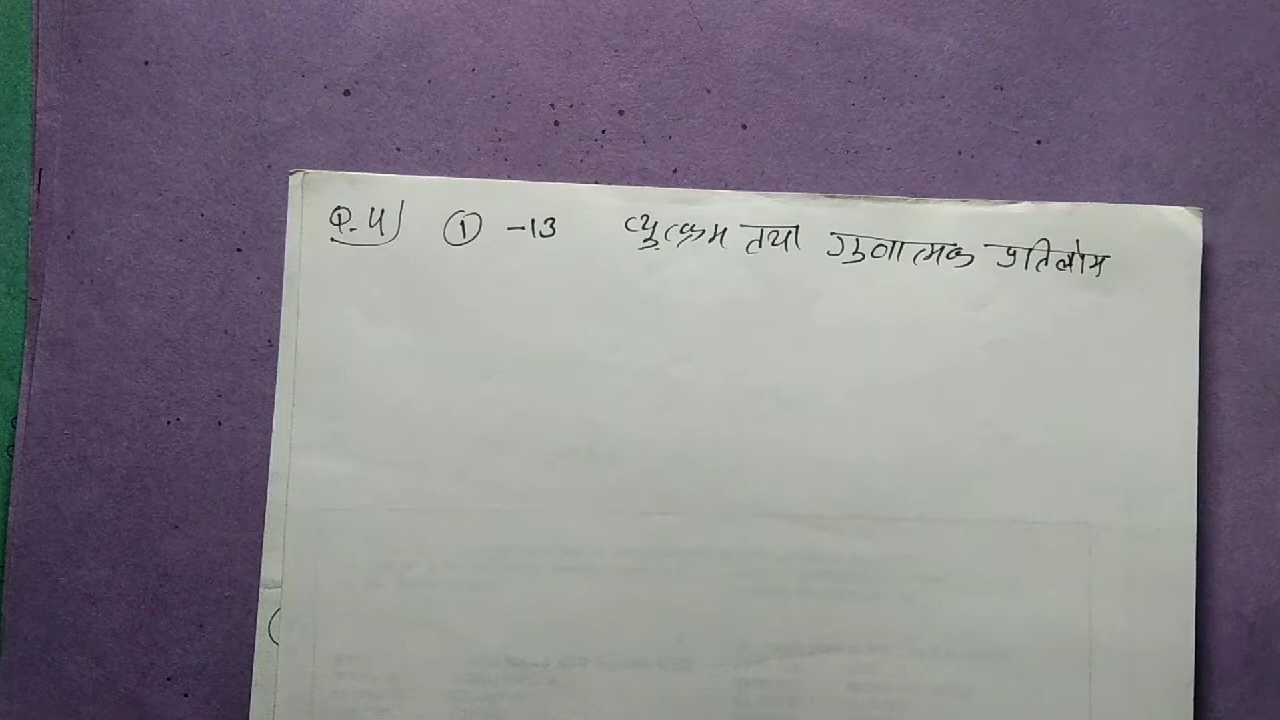 Q.4) ① -13 व्युत्क्रम तथा गुणात्मक प्रतिलोम